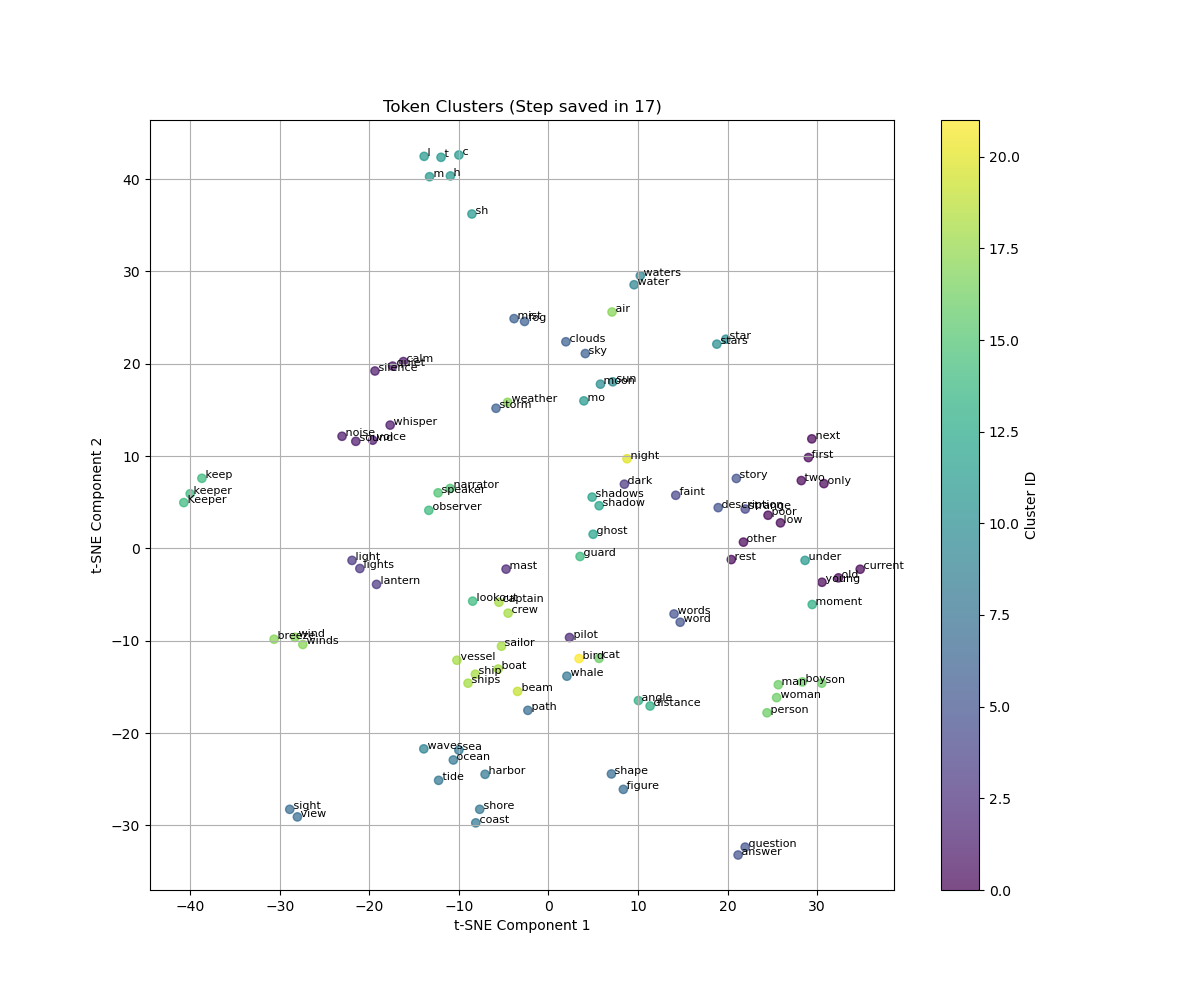 Token Clusters (Step saved in 17)
l t c
m h
sh
waters
water
air
mist fog
clouds
sky
star
stars
calm
quiet
silence
moon sun
mo
weather
storm
whisper
noise
sound voice
next
first
night
keep
keeper
Keeper
narrator
speaker
observer
dark
faint
shadows
shadow
story
description strange
two only
poor
low
ghost
guard
other
rest
light
lights
lantern
mast
under
current
old
young
moment
lookout captain
crew
words
word
breeze wind
winds
pilot
sailor
vessel
ship boat
ships
bird cat
whale
beam
path
angle
distance
man boy son
woman
person
waves sea
ocean
tide
harbor
shape
figure
sight
view
shore
coast
question
answer
40
30
20
10
0
−10
−20
−30
t-SNE Component 2
−40 −30 −20 −10 0 10 20 30
t-SNE Component 1
20.0
17.5
15.0
12.5
10.0
7.5
5.0
2.5
0.0
Cluster ID